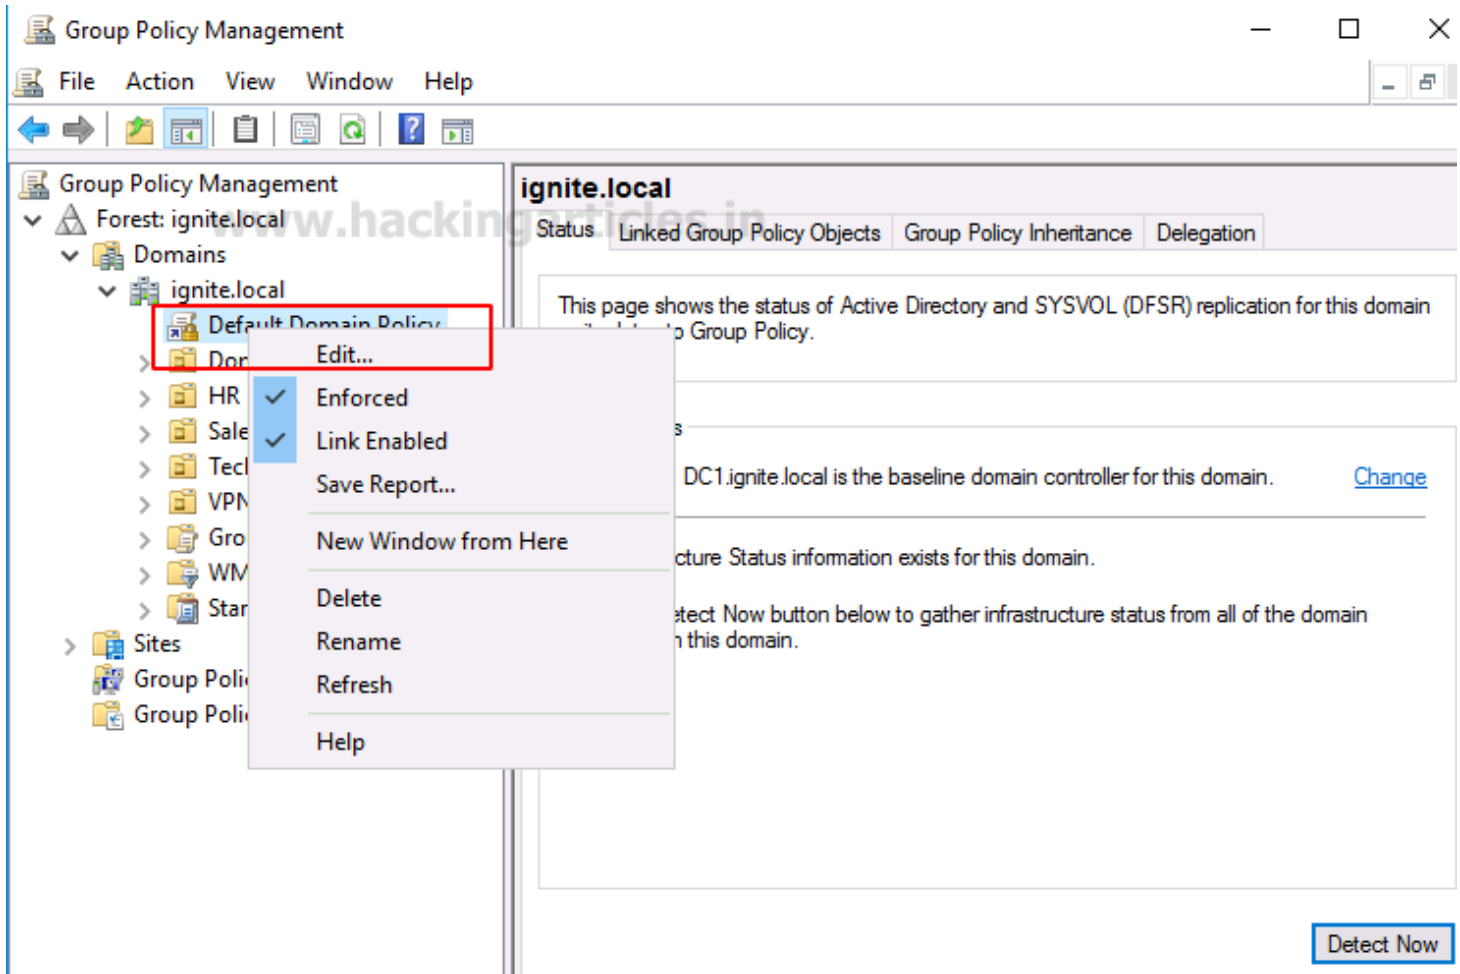 Group Policy Management
File Action View Window Help
Group Policy Management
Forest: ignite.local
Domains
ignite.local
Default Domain Policy
HR
Sites
Edit...
Enforced
Link Enabled
Save Report...
New Window from Here
Delete
Rename
Refresh
Help
www.hackingarticles.in
ignite.local
Status Linked Group Policy Objects Group Policy Inheritance Delegation
This page shows the status of Active Directory and SYSVOL (DFSR) replication for this domain
Group Policy.
DC1.ignite.local is the baseline domain controller for this domain. Change
Status information exists for this domain.
Now button below to gather infrastructure status from all of the domain
this domain.
Detect Now